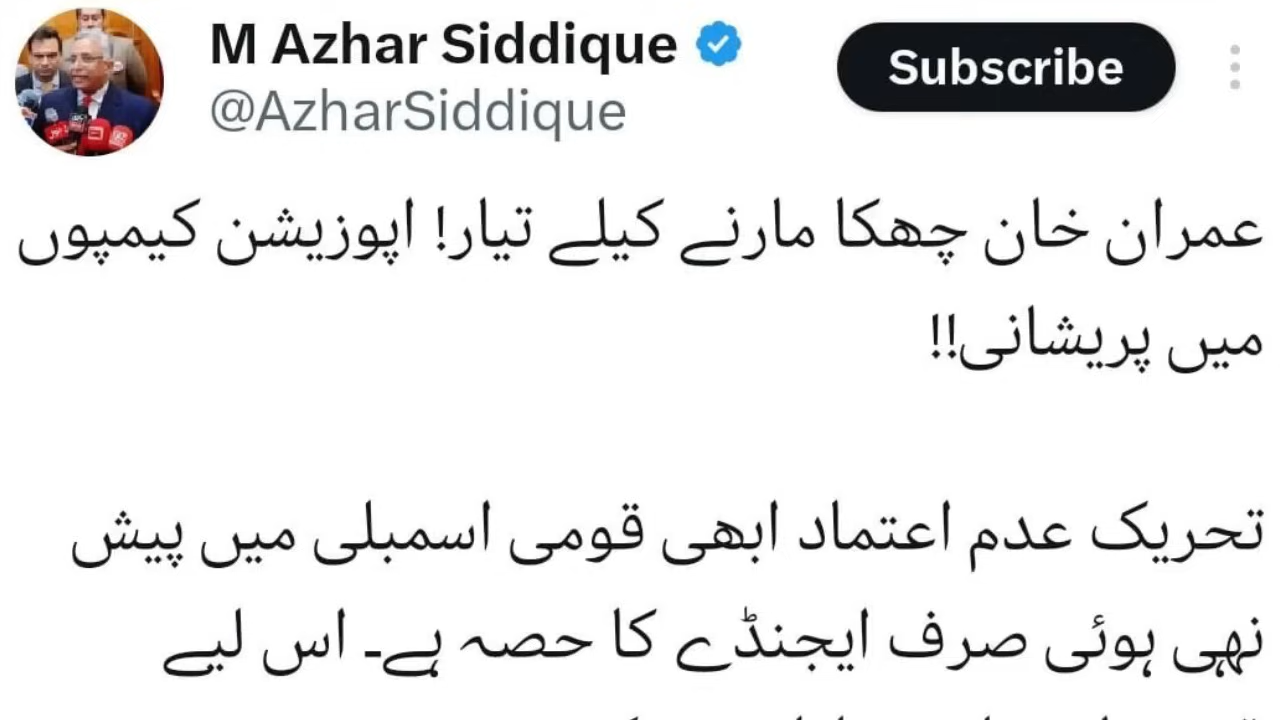 M Azhar Siddique
@AzharSiddique
Subscribe
عمران خان چھکا مارنے کیلے تیار! اپوزیشن کیمپوں
میں پریشانی!!
تحریک عدم اعتماد ابھی قومی اسمبلی میں پیش
نھی ہوئی صرف ایجنڈے کا حصہ ہے۔ اس لیے